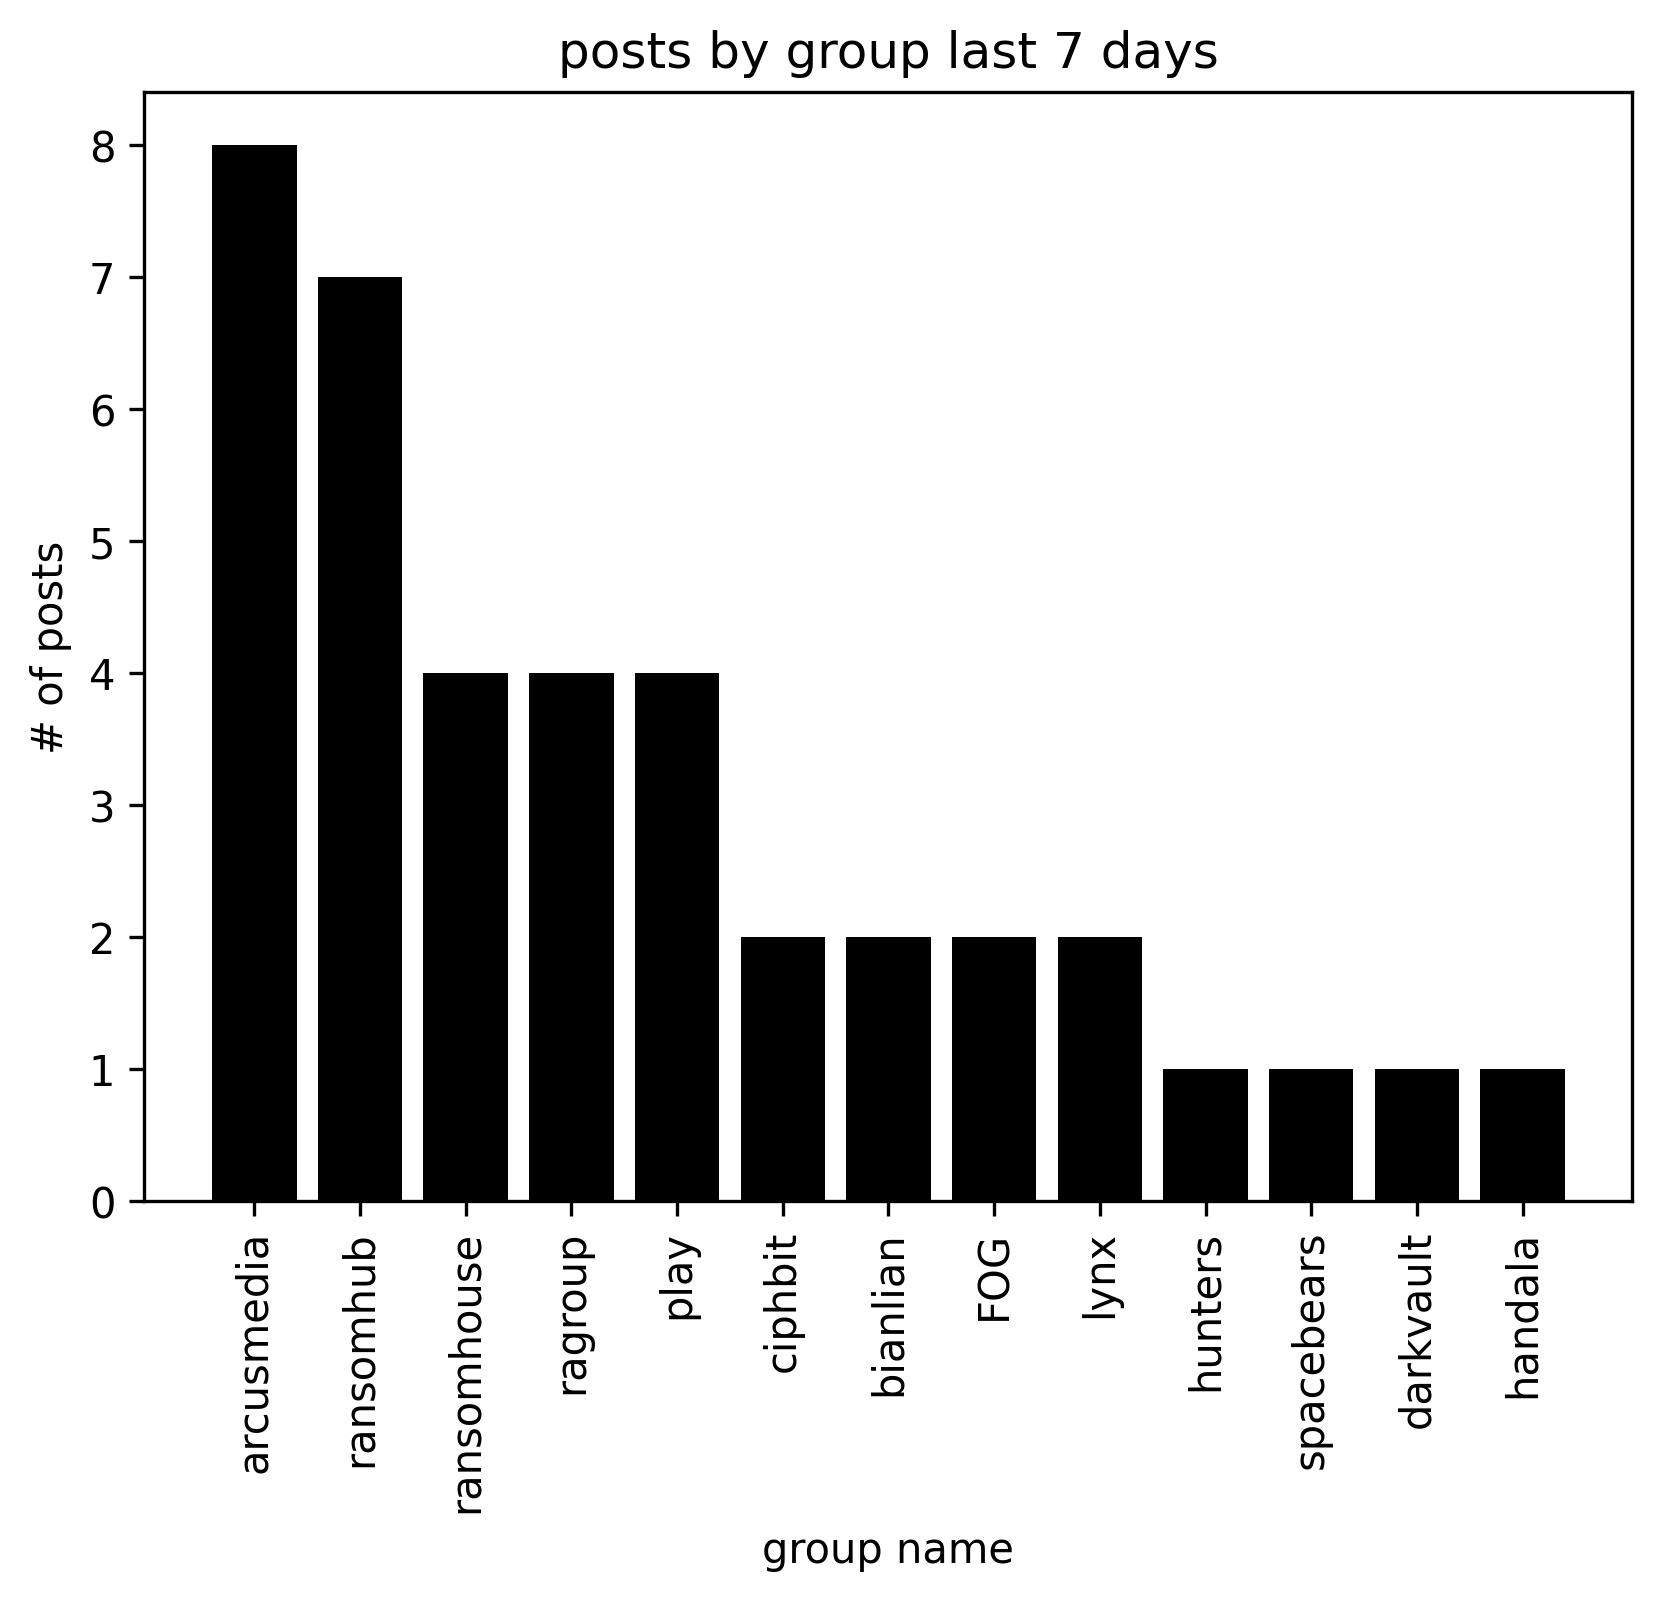 posts by group last 7 days
# of posts
8
7
6
5
4
3
2
1
0
arcusmedia
ransomhub
ransomhouse
ragroup
play
ciphbit
bianlian
FOG
lynx
hunters
spacebears
darkvault
handala
group name